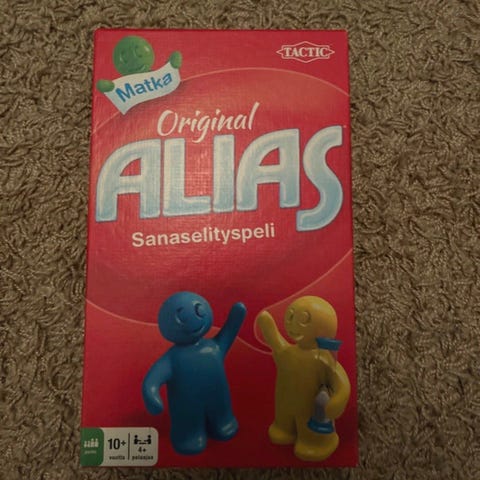 TACTIC
Matka
Original
ALIAS
Sanaselityspeli
10+
vuotta
4+
pelaajaa